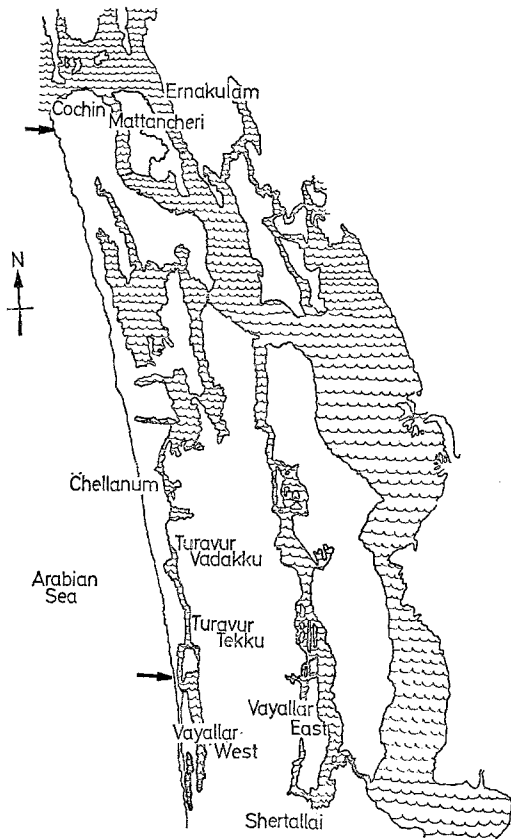 Ernakulam
Cochin
Mattancheri
N
Chellanum
Turavur
Vadakku
Arabian
Sea
Turavur
Tekku
Vayallar
East
Vayallar
West
Shertallai